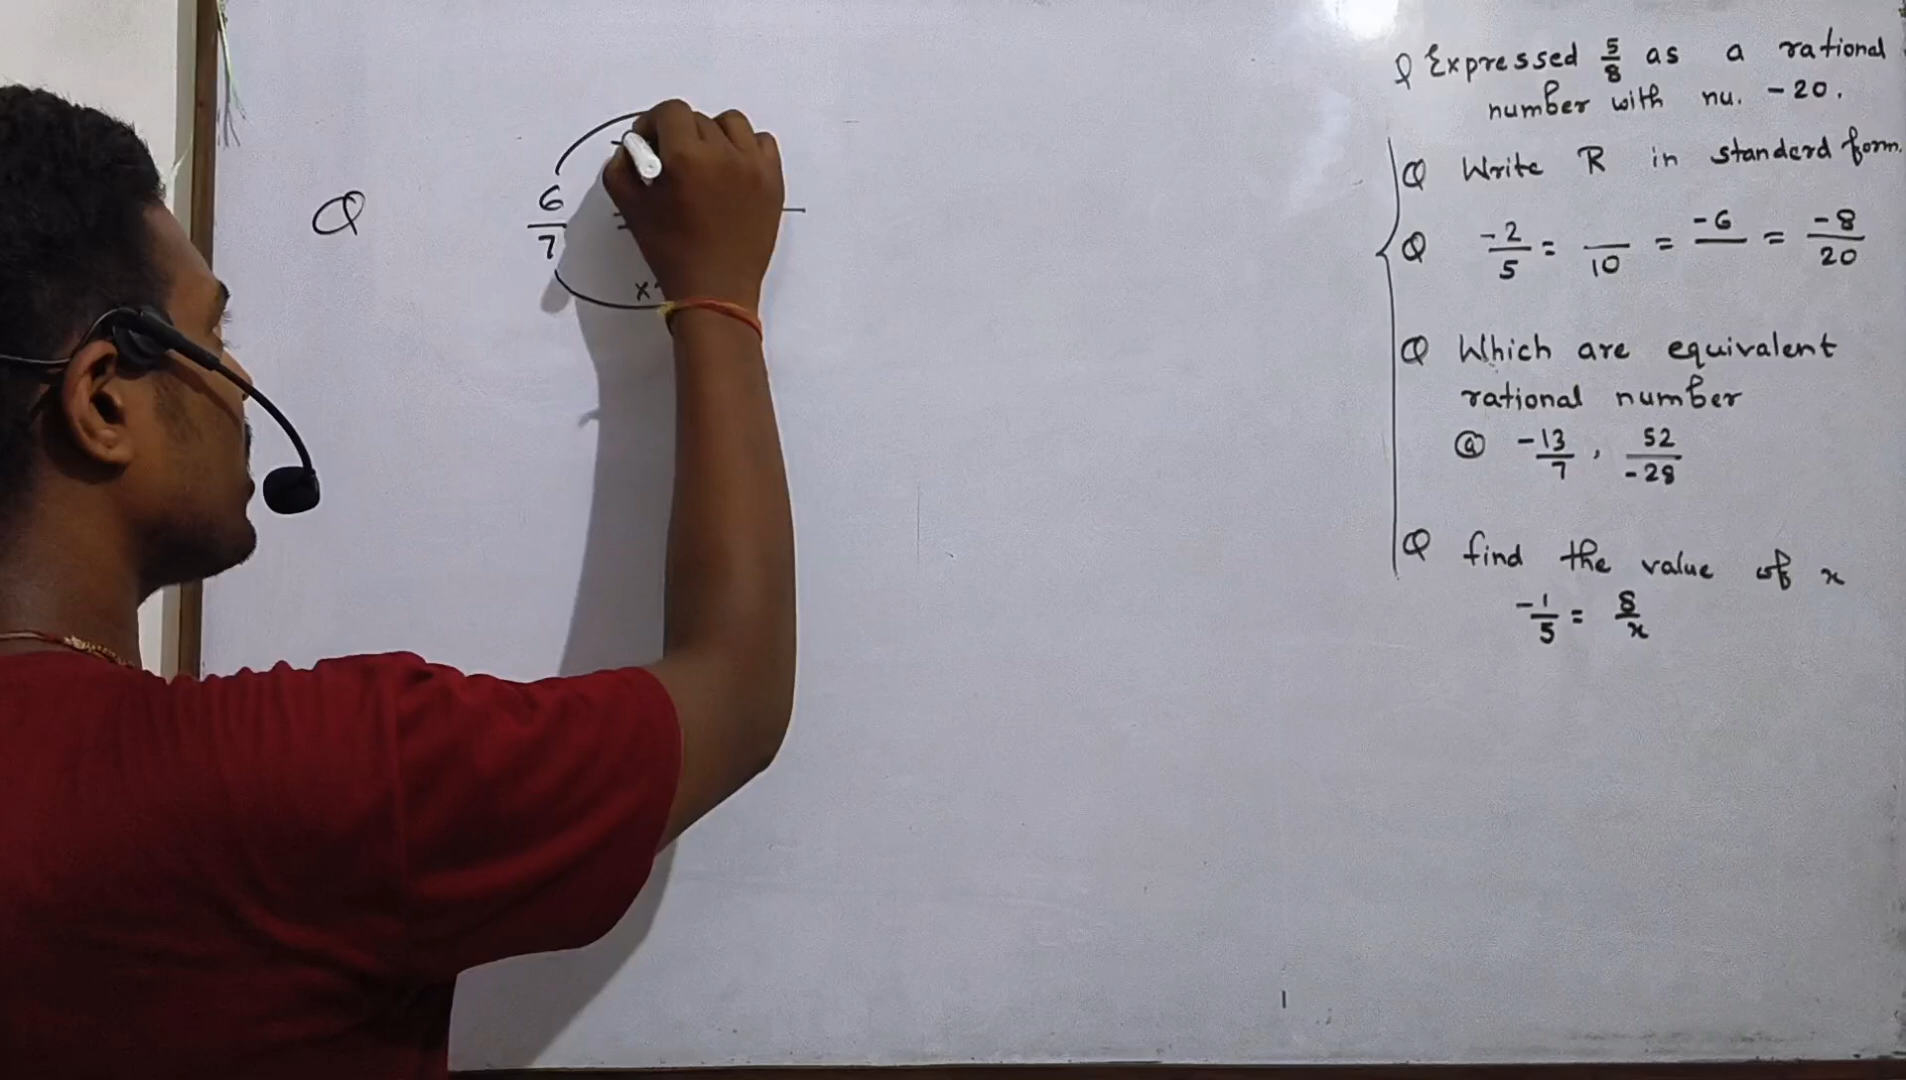 Q 6/7 =
x
Q Expressed 5/8 as a rational
number with nu. -20.
Q Write R in standerd form.
Q -2/5 = /10 = -6/ = -8/20
Q Which are equivalent
rational number
ⓐ -13/7 , 52/-28
Q find the value of x
-1/5 = 8/x